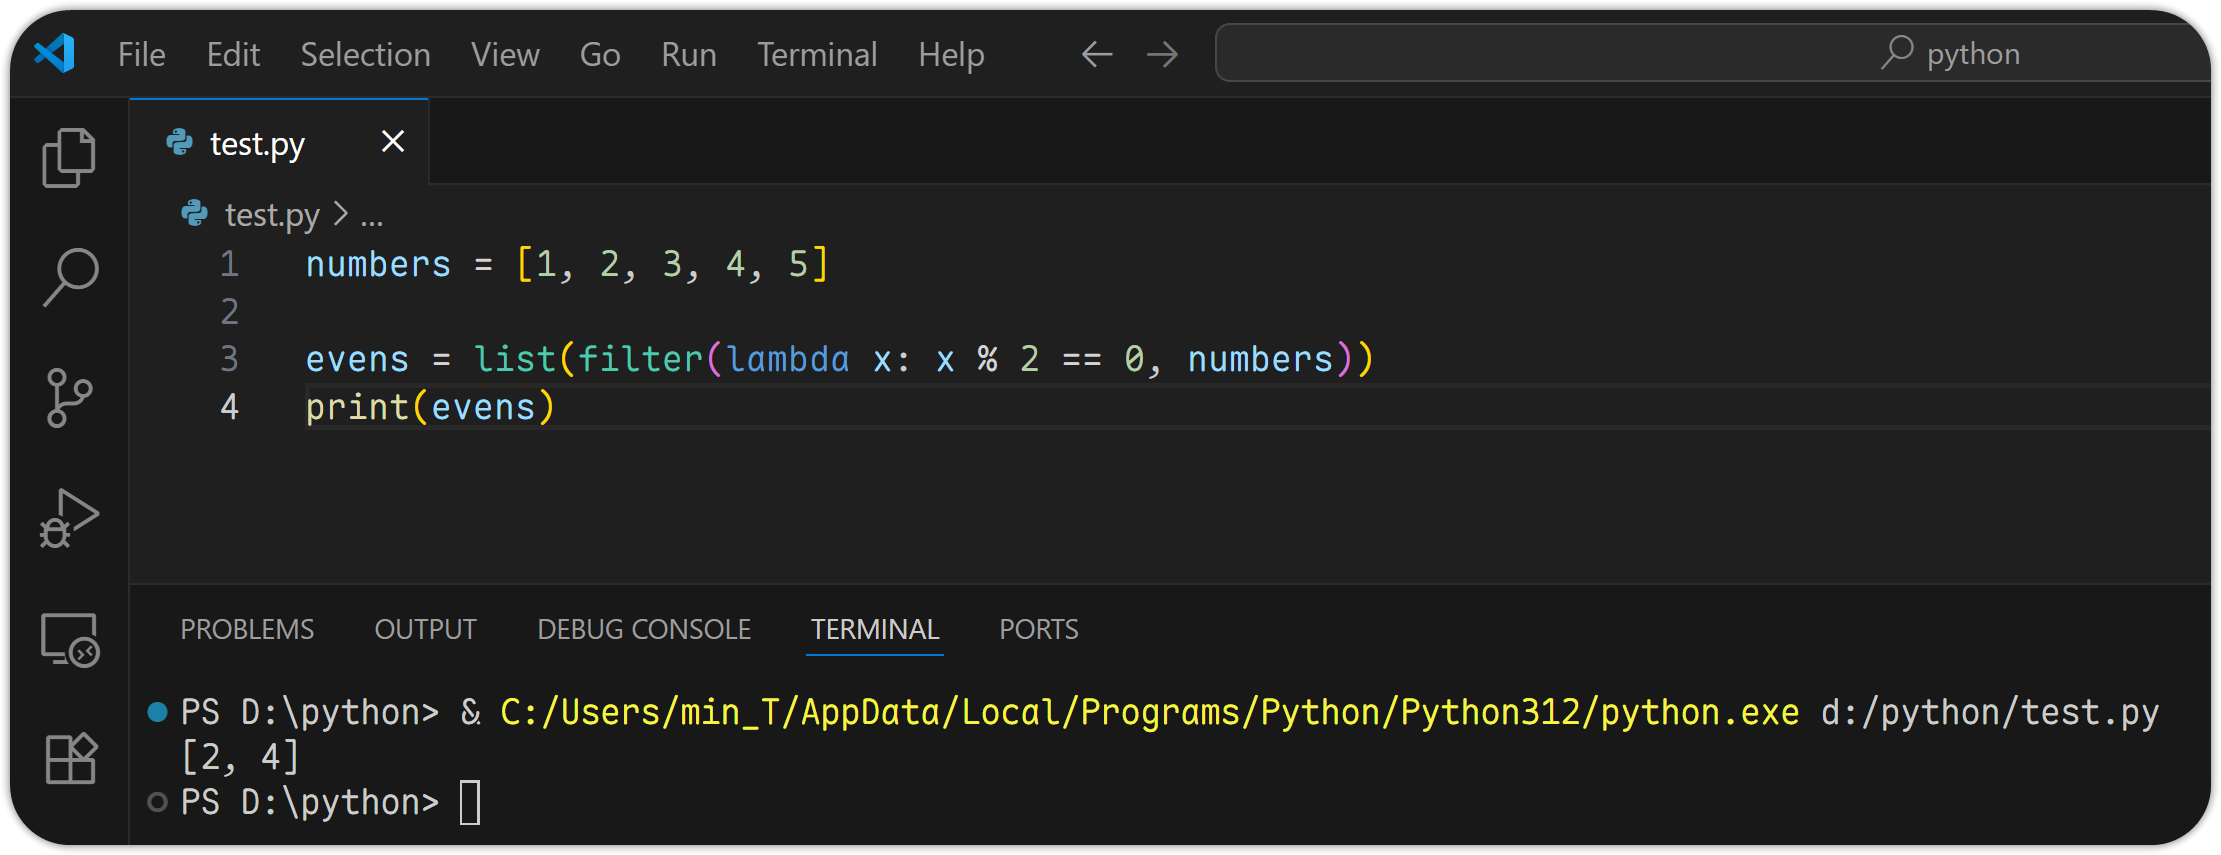 File Edit Selection View Go Run Terminal Help python
test.py
test.py > ...
1 numbers = [1, 2, 3, 4, 5]
2
3 evens = list(filter(lambda x: x % 2 == 0, numbers))
4 print(evens)
PROBLEMS OUTPUT DEBUG CONSOLE TERMINAL PORTS
PS D:\python> & C:/Users/min_T/AppData/Local/Programs/Python/Python312/python.exe d:/python/test.py
[2, 4]
PS D:\python>